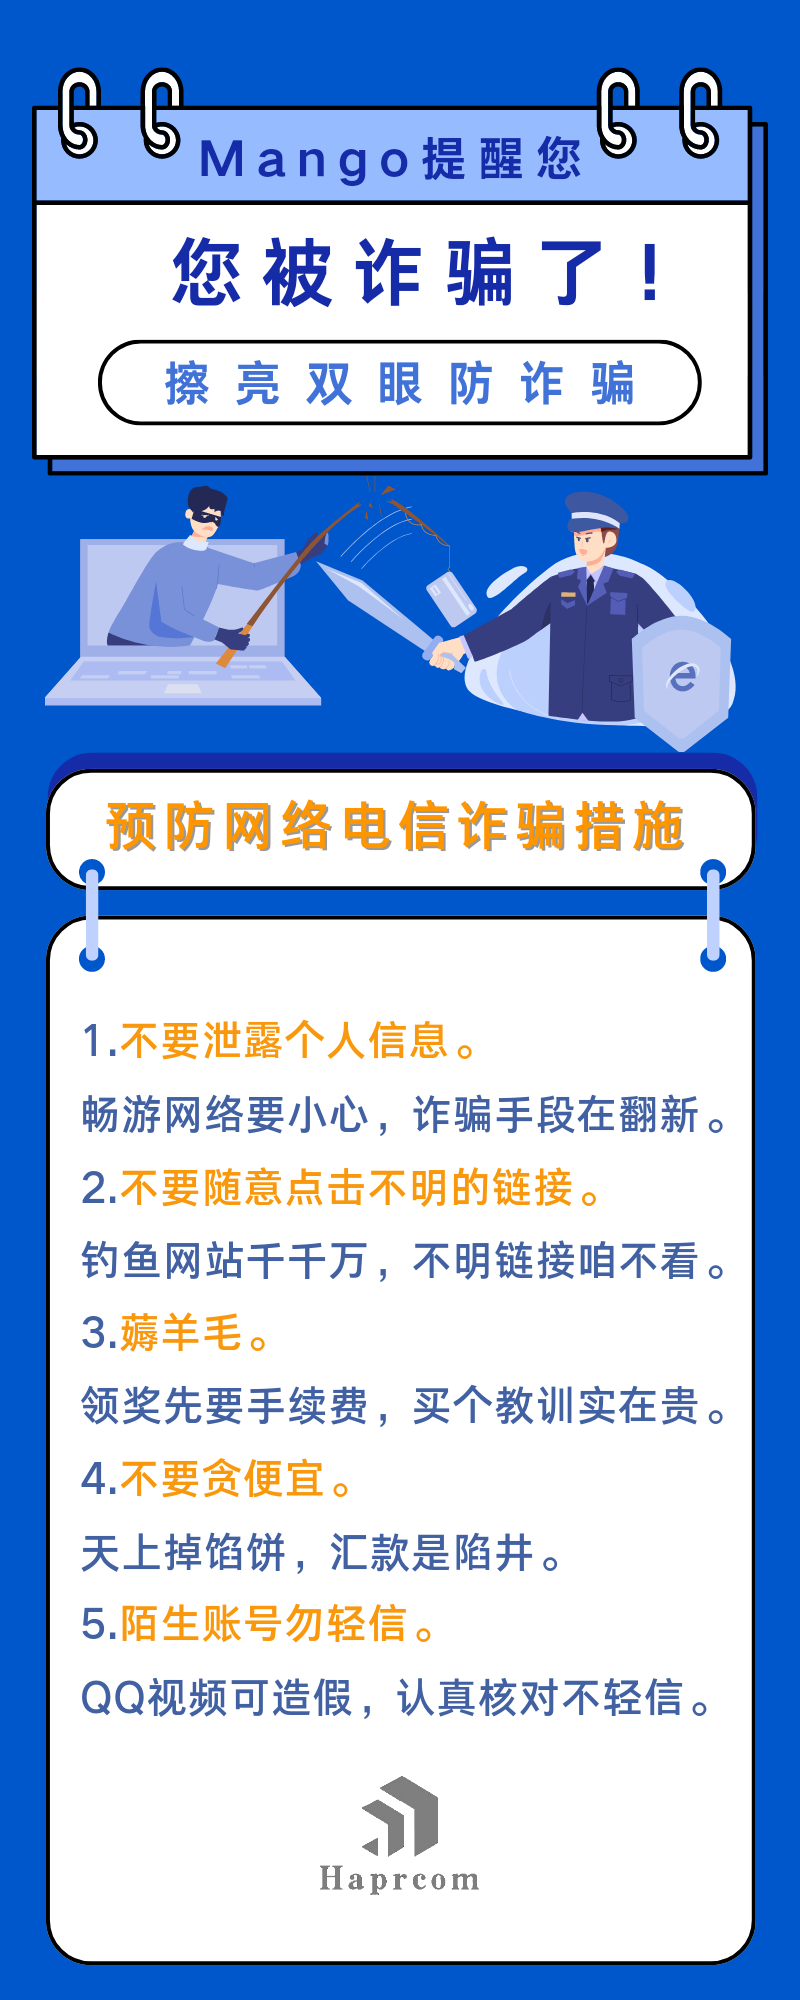 Mango提醒您
您被诈骗了！
擦亮双眼防诈骗
预防网络电信诈骗措施
1.不要泄露个人信息。
畅游网络要小心，诈骗手段在翻新。
2.不要随意点击不明的链接。
钓鱼网站千千万，不明链接咱不看。
3.薅羊毛。
领奖先要手续费，买个教训实在贵。
4.不要贪便宜。
天上掉馅饼，汇款是陷井。
5.陌生账号勿轻信。
QQ视频可造假，认真核对不轻信。
Haprcom